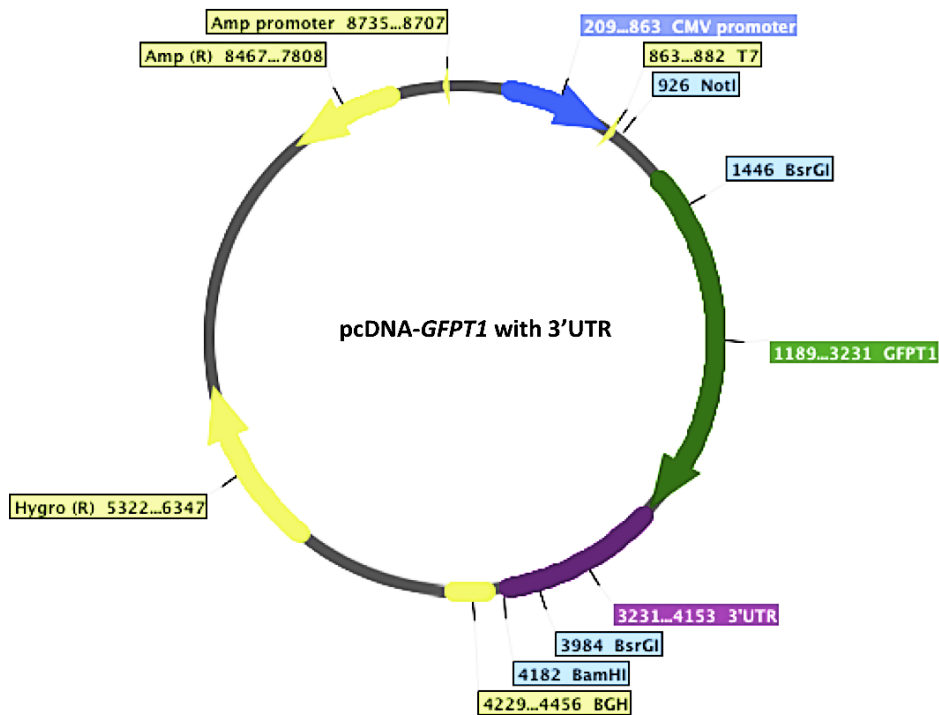 Amp promoter 8735...8707
209...863 CMV promoter
Amp (R) 8467...7808
863...882 T7
926 NotI
1446 BsrGI
pcDNA-GFPT1 with 3'UTR
1189...3231 GFPT1
Hygro (R) 5322...6347
3231...4153 3'UTR
3984 BsrGI
4182 BamHI
4229...4456 BGH